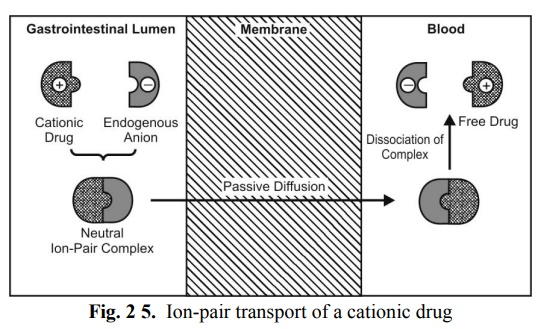 Gastrointestinal Lumen
Membrane
Blood
+
−
−
+
Cationic
Drug
Endogenous
Anion
Free Drug
Dissociation of
Complex
Passive Diffusion
Neutral
Ion-Pair Complex
Fig. 2 5. Ion-pair transport of a cationic drug